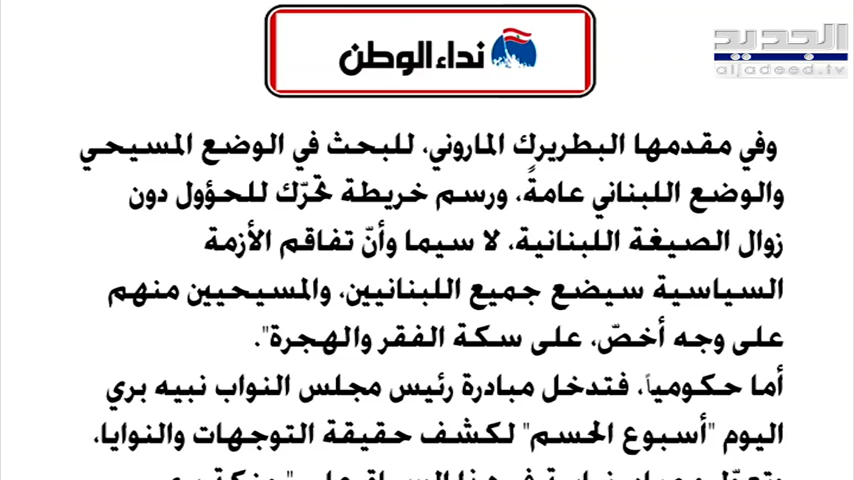 نداء الوطن
الجديد
aljadeed.tv
وفي مقدمها البطريرك الماروني، للبحث في الوضع المسيحي
والوضع اللبناني عامةً، ورسم خريطة تحرّك للحؤول دون
زوال الصيغة اللبنانية، لا سيما وأنّ تفاقم الأزمة
السياسية سيضع جميع اللبنانيين، والمسيحيين منهم
على وجه أخصّ، على سكة الفقر والهجرة".
أما حكومياً، فتدخل مبادرة رئيس مجلس النواب نبيه بري
اليوم "أسبوع الحسم" لكشف حقيقة التوجهات والنوايا،